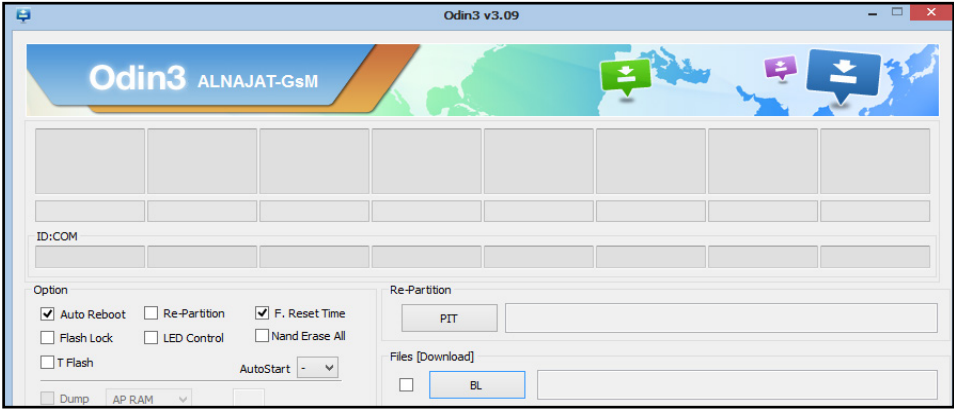 Odin3 v3.09
Odin3 ALNAJAT-GsM
ID:COM
Option
Auto Reboot Re-Partition F. Reset Time
Flash Lock LED Control Nand Erase All
T Flash AutoStart -
Dump AP RAM
Re-Partition
PIT
Files [Download]
BL